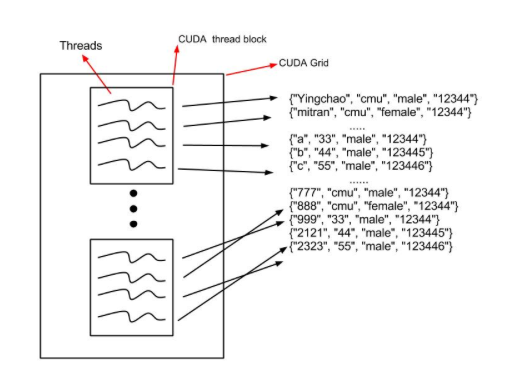 Threads
CUDA thread block
CUDA Grid
{"Yingchao", "cmu", "male", "12344"}
{"mitran", "cmu", "female", "12344"}
.....
{"a", "33", "male", "12344"}
{"b", "44", "male", "123445"}
{"c", "55", "male", "123446"}
......
{"777", "cmu", "male", "12344"}
{"888", "cmu", "female", "12344"}
{"999", "33", "male", "12344"}
{"2121", "44", "male", "123445"}
{"2323", "55", "male", "123446"}